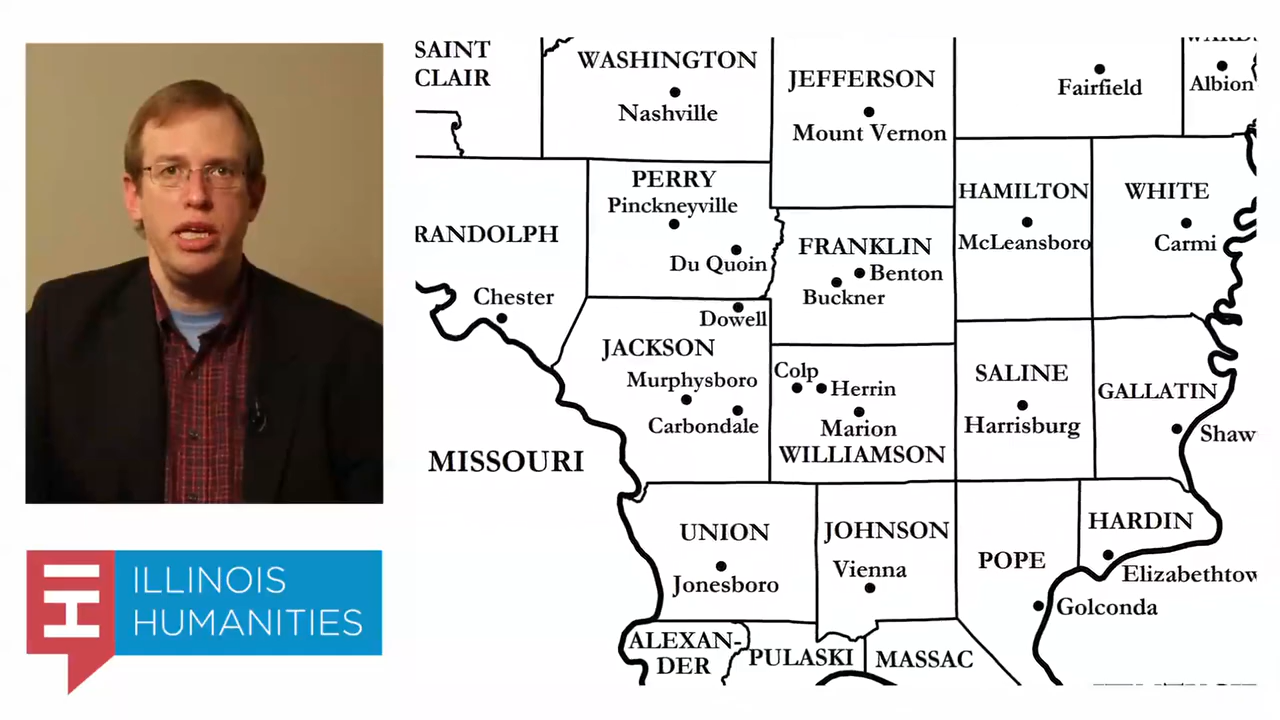 ILLINOIS
HUMANITIES
SAINT
CLAIR
WASHINGTON
Nashville
JEFFERSON
Mount Vernon
Fairfield
Albion
PERRY
Pinckneyville
Du Quoin
HAMILTON
McLeansboro
WHITE
Carmi
RANDOLPH
Chester
FRANKLIN
Benton
Buckner
Dowell
JACKSON
Murphysboro
Carbondale
Colp
Herrin
Marion
WILLIAMSON
SALINE
Harrisburg
GALLATIN
Shaw
MISSOURI
UNION
Jonesboro
JOHNSON
Vienna
POPE
Golconda
HARDIN
Elizabethtow
ALEXAN-
DER
PULASKI
MASSAC